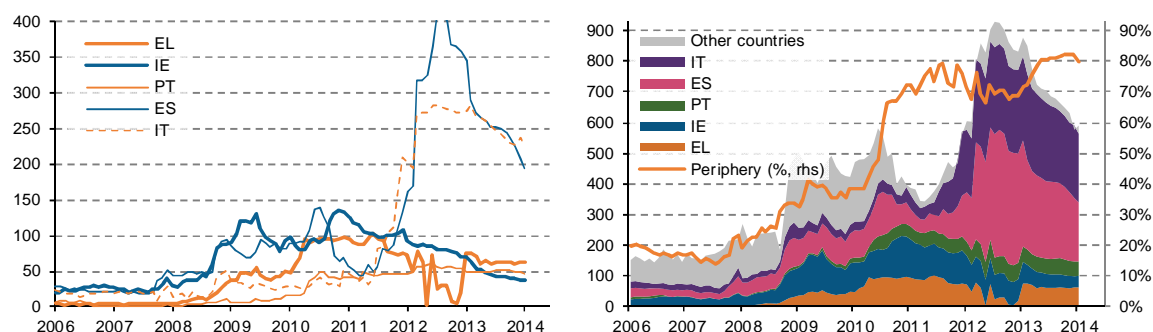 400
350
300
250
200
150
100
50
0
EL
IE
PT
ES
IT
2006 2007 2008 2009 2010 2011 2012 2013 2014
900
800
700
600
500
400
300
200
100
0
Other countries
IT
ES
PT
IE
EL
Periphery (%, rhs)
90%
80%
70%
60%
50%
40%
30%
20%
10%
0%
2006 2007 2008 2009 2010 2011 2012 2013 2014